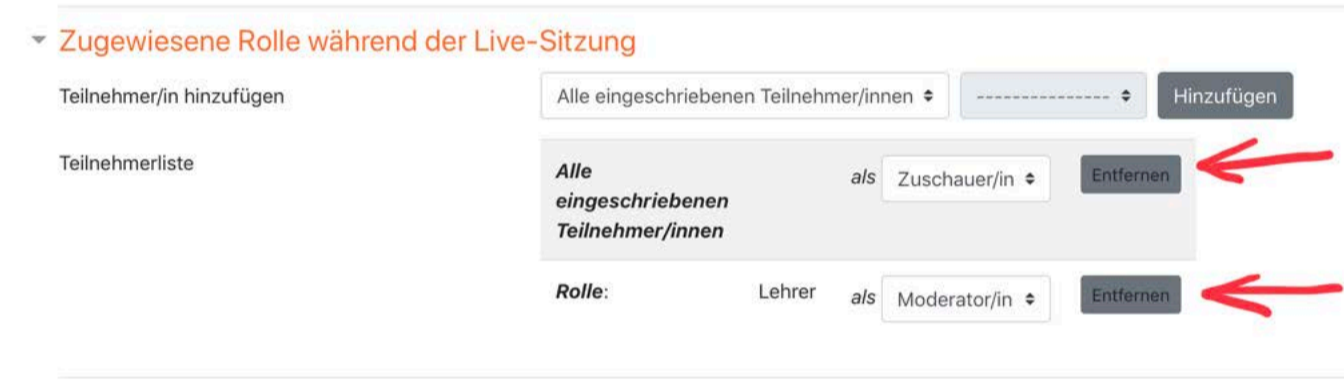 Zugewiesene Rolle während der Live-Sitzung
Teilnehmer/in hinzufügen
Alle eingeschriebenen Teilnehmer/innen
---------------
Hinzufügen
Teilnehmerliste
Alle
eingeschriebenen
Teilnehmer/innen
als
Zuschauer/in
Entfernen
Rolle:
Lehrer
als
Moderator/in
Entfernen